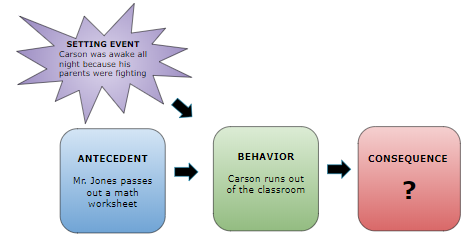 SETTING EVENT
Carson was awake all
night because his
parents were fighting
ANTECEDENT
Mr. Jones passes
out a math
worksheet
BEHAVIOR
Carson runs out
of the classroom
CONSEQUENCE
?